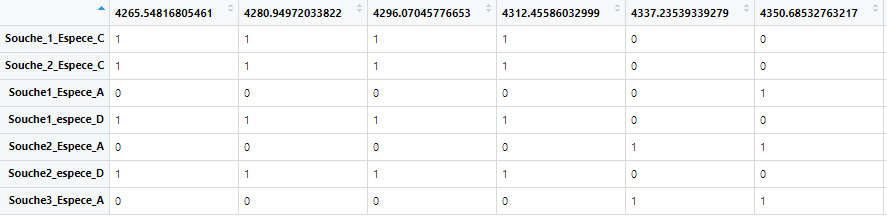 4265.54816805461 4280.94972033822 4296.07045776653 4312.45586032999 4337.23539339279 4350.68532763217
Souche_1_Espece_C 1 1 1 1 0 0
Souche_2_Espece_C 1 1 1 1 0 0
Souche1_Espece_A 0 0 0 0 0 1
Souche1_espece_D 1 1 1 1 0 0
Souche2_Espece_A 0 0 0 0 1 1
Souche2_espece_D 1 1 1 1 0 0
Souche3_Espece_A 0 0 0 0 1 1